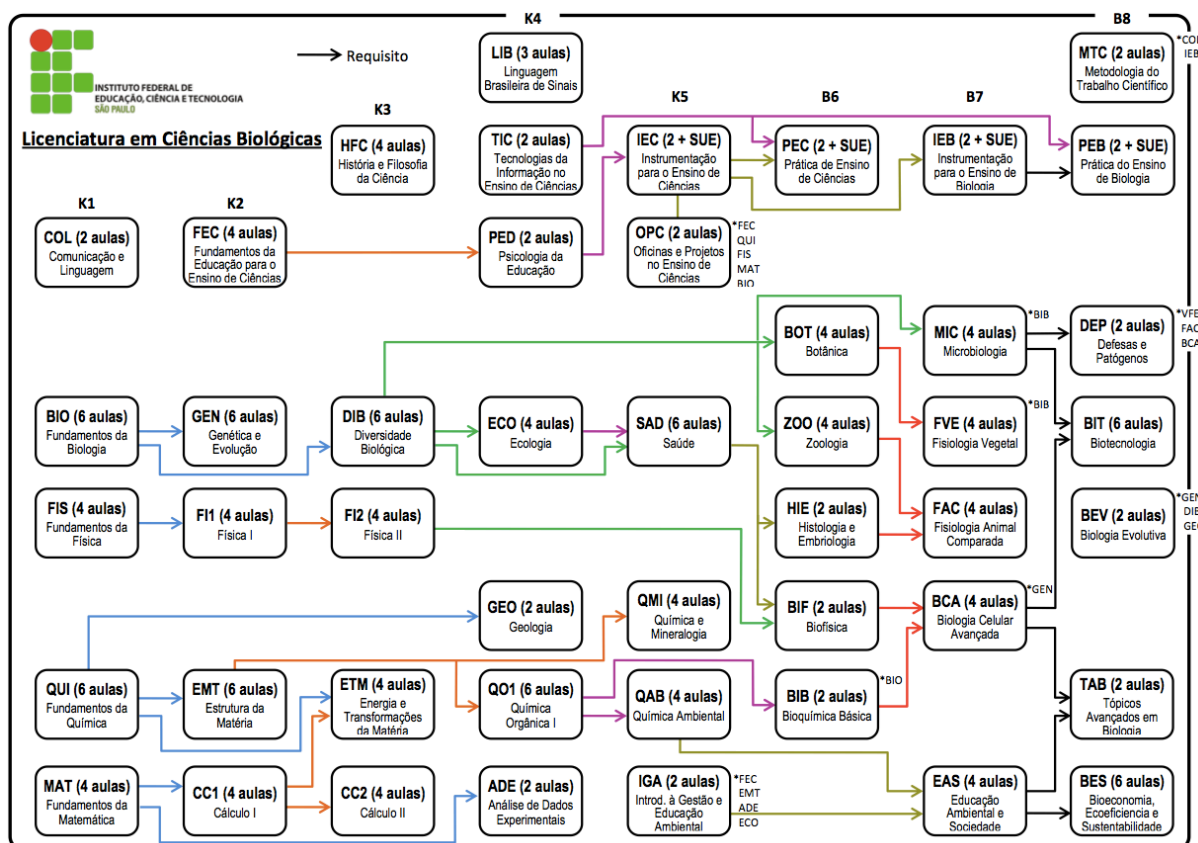 K4
B8
INSTITUTO FEDERAL DE
EDUCAÇÃO, CIÊNCIA E TECNOLOGIA
SÃO PAULO
Requisito
Licenciatura em Ciências Biológicas
LIB (3 aulas)
Linguagem
Brasileira de Sinais
MTC (2 aulas)
Metodologia do
Trabalho Científico
*COL
IEB
K3
K5
B6
B7
HFC (4 aulas)
História e Filosofia
da Ciência
TIC (2 aulas)
Tecnologias da
Informação no
Ensino de Ciências
IEC (2 + SUE)
Instrumentação
para o Ensino de
Ciências
PEC (2 + SUE)
Prática de Ensino
de Ciências
IEB (2 + SUE)
Instrumentação
para o Ensino de
Biologia
PEB (2 + SUE)
Prática do Ensino
de Biologia
K1
K2
COL (2 aulas)
Comunicação e
Linguagem
FEC (4 aulas)
Fundamentos da
Educação para o
Ensino de Ciências
PED (2 aulas)
Psicologia da
Educação
OPC (2 aulas)
Oficinas e Projetos
no Ensino de
Ciências
*FEC
QUI
FIS
MAT
BIO
BOT (4 aulas)
Botânica
MIC (4 aulas)
Microbiologia
*BIB
DEP (2 aulas)
Defesas e
Patógenos
*VFE
FAC
BCA
BIO (6 aulas)
Fundamentos da
Biologia
GEN (6 aulas)
Genética e
Evolução
DIB (6 aulas)
Diversidade
Biológica
ECO (4 aulas)
Ecologia
SAD (6 aulas)
Saúde
ZOO (4 aulas)
Zoologia
FVE (4 aulas)
Fisiologia Vegetal
*BIB
BIT (6 aulas)
Biotecnologia
FIS (4 aulas)
Fundamentos da
Física
FI1 (4 aulas)
Física I
FI2 (4 aulas)
Física II
HIE (2 aulas)
Histologia e
Embriologia
FAC (4 aulas)
Fisiologia Animal
Comparada
BEV (2 aulas)
Biologia Evolutiva
*GEN
DIB
GEO
GEO (2 aulas)
Geologia
QMI (4 aulas)
Química e
Mineralogia
BIF (2 aulas)
Biofísica
BCA (4 aulas)
Biologia Celular
Avançada
*GEN
QUI (6 aulas)
Fundamentos da
Química
EMT (6 aulas)
Estrutura da
Matéria
ETM (4 aulas)
Energia e
Transformações
da Matéria
QO1 (6 aulas)
Química
Orgânica I
QAB (4 aulas)
Química Ambiental
BIB (2 aulas)
Bioquímica Básica
*BIO
TAB (2 aulas)
Tópicos
Avançados em
Biologia
MAT (4 aulas)
Fundamentos da
Matemática
CC1 (4 aulas)
Cálculo I
CC2 (4 aulas)
Cálculo II
ADE (2 aulas)
Análise de Dados
Experimentais
IGA (2 aulas)
Introd. à Gestão e
Educação
Ambiental
*FEC
EMT
ADE
ECO
EAS (4 aulas)
Educação
Ambiental e
Sociedade
BES (6 aulas)
Bioeconomia,
Ecoeficiencia e
Sustentabilidade